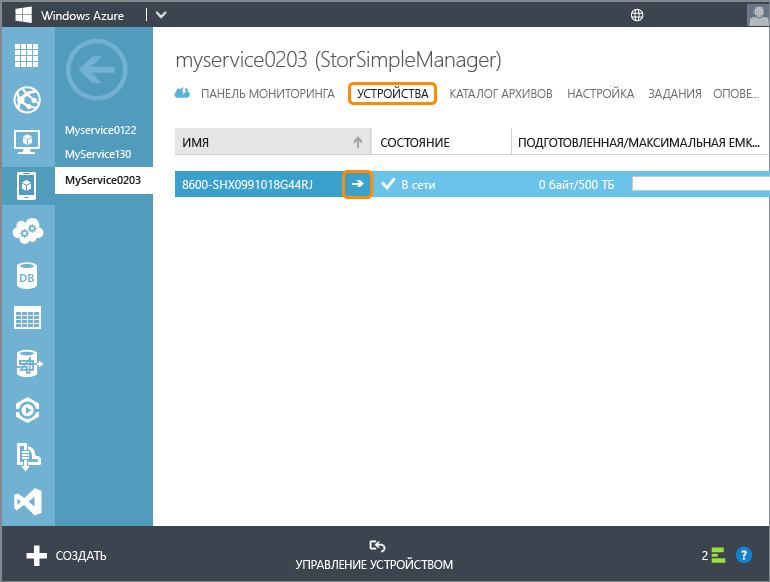 Windows Azure
myservice0203 (StorSimpleManager)
ПАНЕЛЬ МОНИТОРИНГА УСТРОЙСТВА КАТАЛОГ АРХИВОВ НАСТРОЙКА ЗАДАНИЯ ОПОВЕ...
Myservice0122
MyService130
MyService0203
ИМЯ СОСТОЯНИЕ ПОДГОТОВЛЕННАЯ/МАКСИМАЛЬНАЯ ЕМК...
8600-SHX0991018G44RJ В сети 0 байт/500 ТБ
DB
СОЗДАТЬ
УПРАВЛЕНИЕ УСТРОЙСТВОМ
2 ?